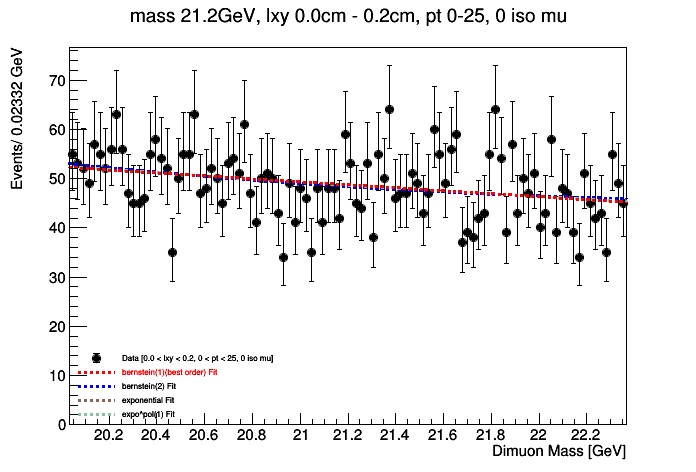 mass 21.2GeV, lxy 0.0cm - 0.2cm, pt 0-25, 0 iso mu
Events/ 0.02332 GeV
70
60
50
40
30
20
10
0
Data [0.0 < lxy < 0.2, 0 < pt < 25, 0 iso mu]
bernstein(1)(best order) Fit
bernstein(2) Fit
exponential Fit
expo*pol(1) Fit
20.2 20.4 20.6 20.8 21 21.2 21.4 21.6 21.8 22 22.2
Dimuon Mass [GeV]